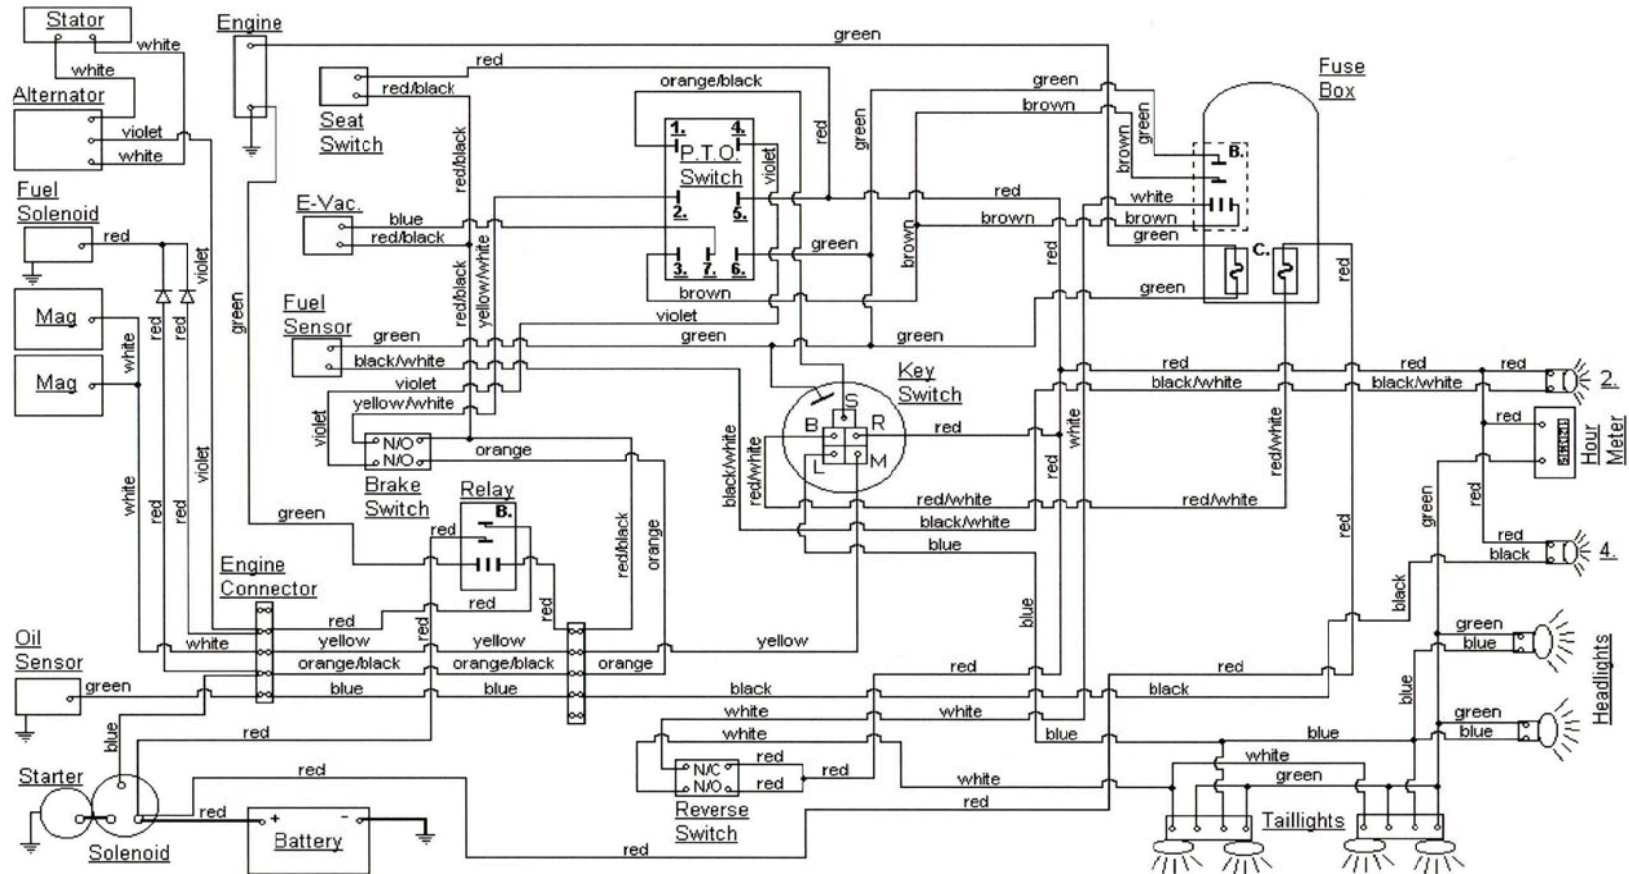 Stator
white
white
Engine
green
Alternator
violet
white
red
red/black
Seat
Switch
orange/black
green
brown
Fuse
Box
1.
4.
P.T.O.
Switch
2.
5.
3.
7.
6.
red
green
violet
red/black
brown
green
B.
Fuel
Solenoid
red
violet
E-Vac.
blue
red/black
yellow/white
red/black
red
white
brown
brown
green
brown
green
red
C.
red
green
brown
violet
Mag
Mag
white
red
red
green
Fuel
Sensor
green
black/white
green
green
violet
yellow/white
violet
Key
Switch
S
B
R
L
M
red
red
red
red
black/white
black/white
2.
red
Hour
Meter
N/O
N/O
orange
Brake
Switch
black/white
red/white
red
white
red/white
red/white
red/white
black/white
blue
green
red
red
white
violet
red
red
green
Relay
B.
red
red/black
orange
red
black
4.
Engine
Connector
red
red
red
red
white
yellow
yellow
yellow
orange/black
orange/black
orange
blue
blue
black
black
red
red
blue
black
green
blue
Headlights
Oil
Sensor
green
blue
red
white
white
white
blue
blue
blue
green
blue
Starter
Solenoid
red
red
Battery
+
-
N/C
N/O
red
red
red
Reverse
Switch
white
white
green
red
red
Taillights